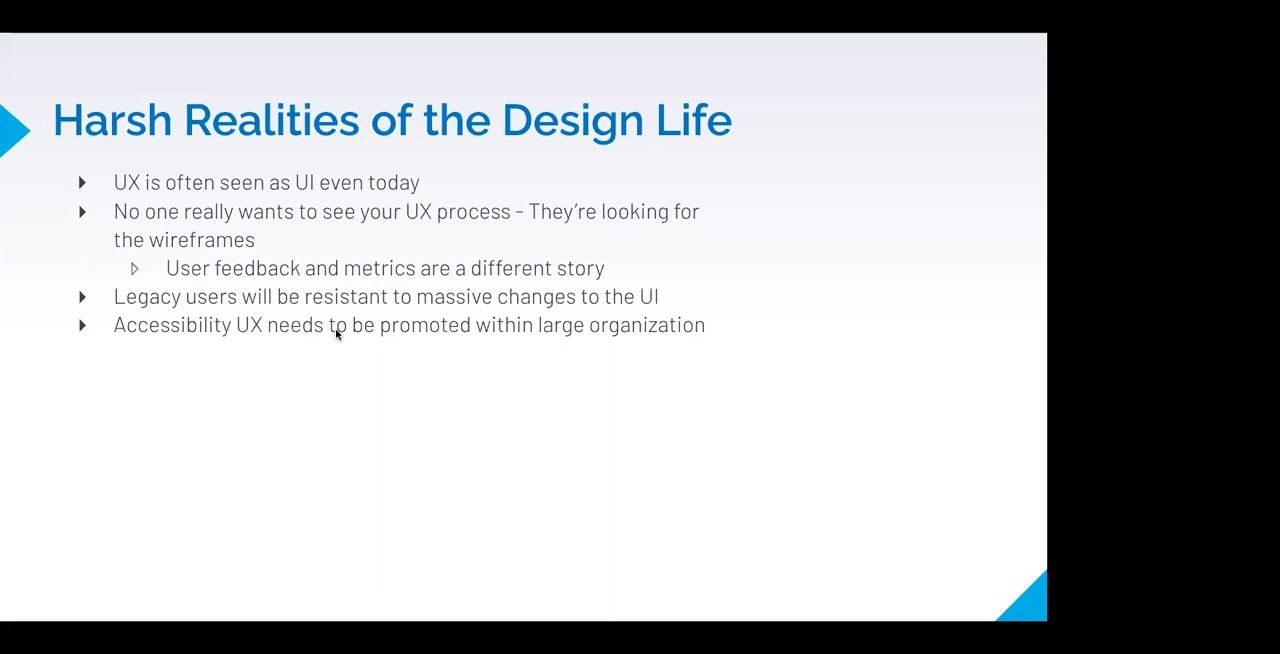 Harsh Realities of the Design Life
UX is often seen as UI even today
No one really wants to see your UX process - They’re looking for
the wireframes
User feedback and metrics are a different story
Legacy users will be resistant to massive changes to the UI
Accessibility UX needs to be promoted within large organization